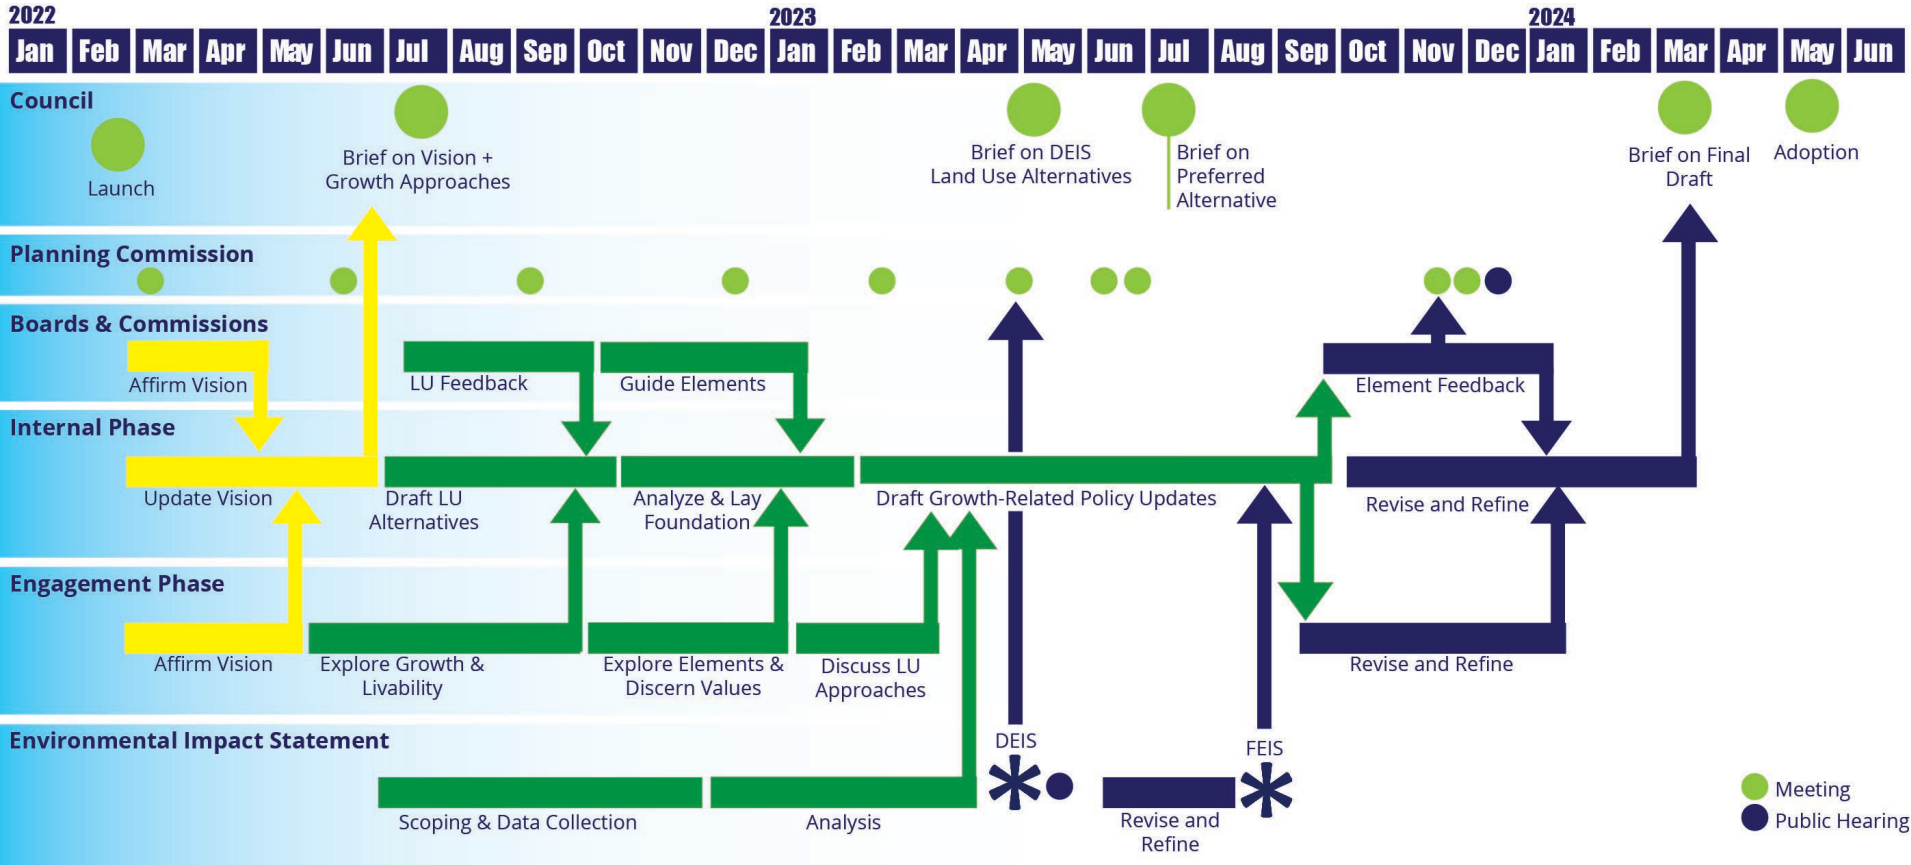 2022
2023
2024
Jan Feb Mar Apr May Jun Jul Aug Sep Oct Nov Dec Jan Feb Mar Apr May Jun Jul Aug Sep Oct Nov Dec Jan Feb Mar Apr May Jun
Council
Launch
Brief on Vision +
Growth Approaches
Brief on DEIS
Land Use Alternatives
Brief on
Preferred
Alternative
Brief on Final
Draft
Adoption
Planning Commission
Boards & Commissions
Affirm Vision
LU Feedback
Guide Elements
Element Feedback
Internal Phase
Update Vision
Draft LU
Alternatives
Analyze & Lay
Foundation
Draft Growth-Related Policy Updates
Revise and Refine
Engagement Phase
Affirm Vision
Explore Growth &
Livability
Explore Elements &
Discern Values
Discuss LU
Approaches
Revise and Refine
Environmental Impact Statement
Scoping & Data Collection
Analysis
DEIS
Revise and
Refine
FEIS
Meeting
Public Hearing